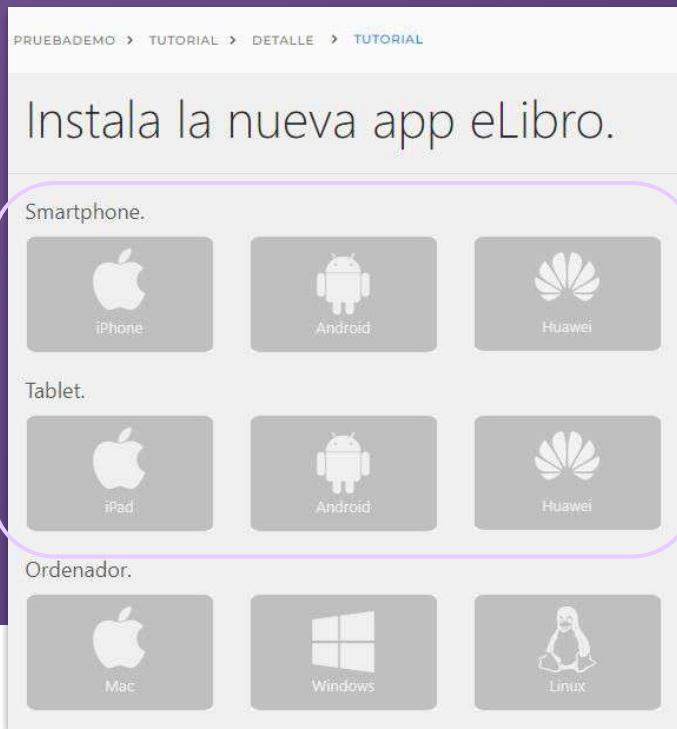 PRUEBADEMO > TUTORIAL > DETALLE > TUTORIAL
Instala la nueva app eLibro.
Smartphone.
iPhone Android Huawei
Tablet.
iPad Android Huawei
Ordenador.
Mac Windows Linux